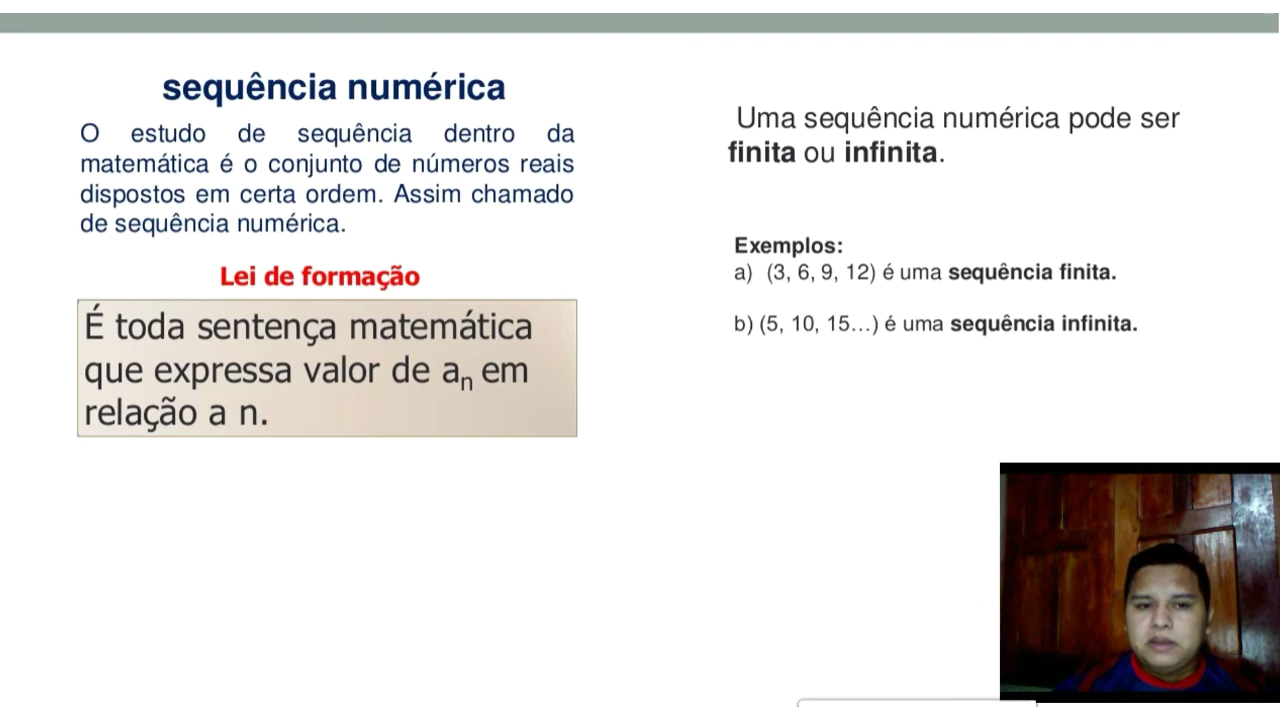 sequência numérica
O estudo de sequência dentro da
matemática é o conjunto de números reais
dispostos em certa ordem. Assim chamado
de sequência numérica.
Lei de formação
É toda sentença matemática
que expressa valor de an em
relação a n.
Uma sequência numérica pode ser
finita ou infinita.
Exemplos:
a) (3, 6, 9, 12) é uma sequência finita.
b) (5, 10, 15...) é uma sequência infinita.